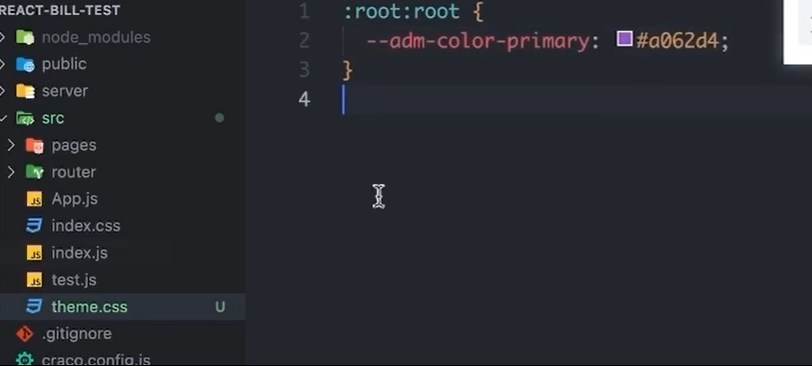 REACT-BILL-TEST
node_modules
public
server
src
pages
router
App.js
index.css
index.js
test.js
theme.css U
.gitignore
craco.config.js
1 :root:root {
2 --adm-color-primary: #a062d4;
3 }
4